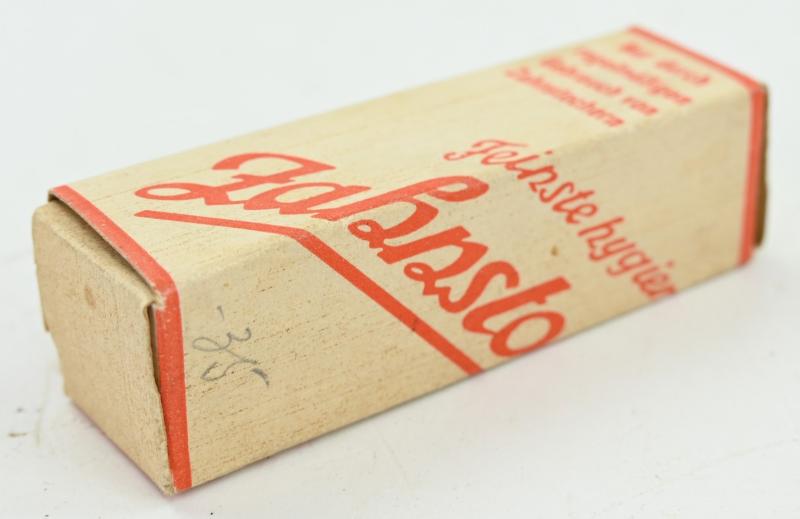 Nur durch
regelmäßigen
Gebrauch von
Zahnstochern
Feinste hygien
Zahnsto
-35